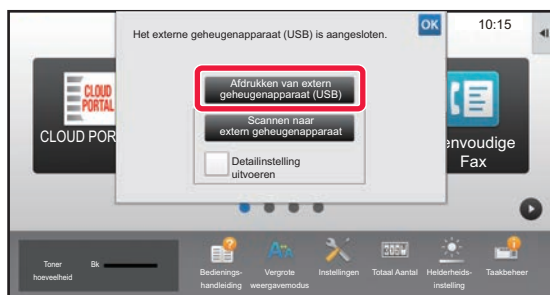 Het externe geheugenapparaat (USB) is aangesloten.
OK
10:15
Afdrukken van extern
geheugenapparaat (USB)
Scannen naar
extern geheugenapparaat
Detailinstelling
uitvoeren
CLOUD
PORTAL
CLOUD POR
envoudige
Fax
Toner
hoeveelheid
Bk
Bedienings-
handleiding
Vergrote
weergavemodus
Instellingen
Totaal Aantal
Helderheids-
instelling
Taakbeheer